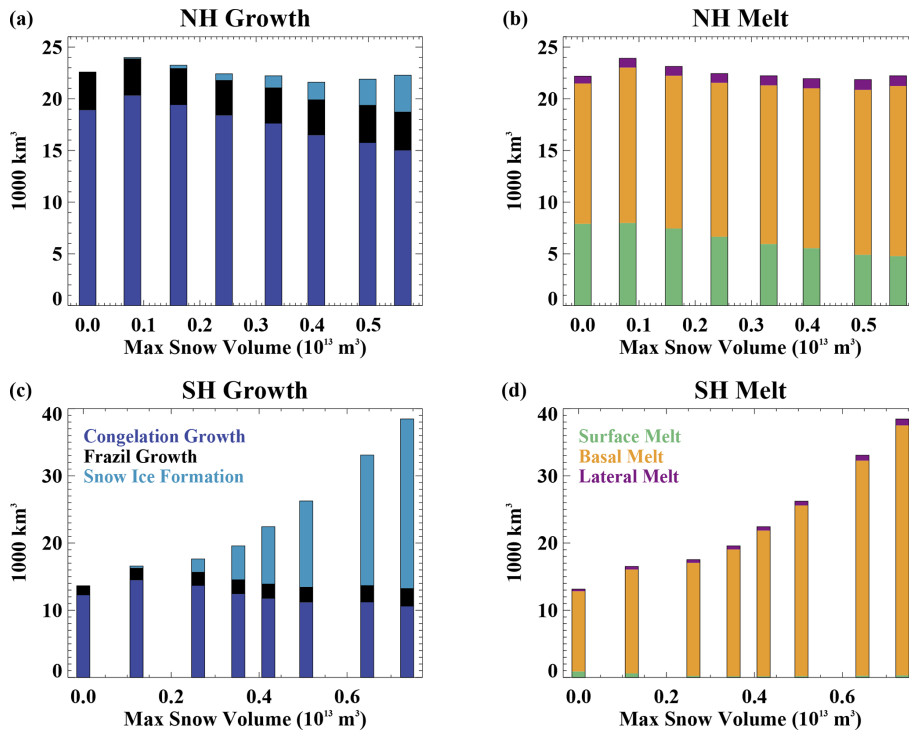 (a) NH Growth
25
20
15
10
5
0
1000 km³
0.0 0.1 0.2 0.3 0.4 0.5
Max Snow Volume (10¹³ m³)
(b) NH Melt
25
20
15
10
5
0
1000 km³
0.0 0.1 0.2 0.3 0.4 0.5
Max Snow Volume (10¹³ m³)
(c) SH Growth
40
30
20
10
0
1000 km³
Congelation Growth
Frazil Growth
Snow Ice Formation
0.0 0.2 0.4 0.6
Max Snow Volume (10¹³ m³)
(d) SH Melt
40
30
20
10
0
1000 km³
Surface Melt
Basal Melt
Lateral Melt
0.0 0.2 0.4 0.6
Max Snow Volume (10¹³ m³)